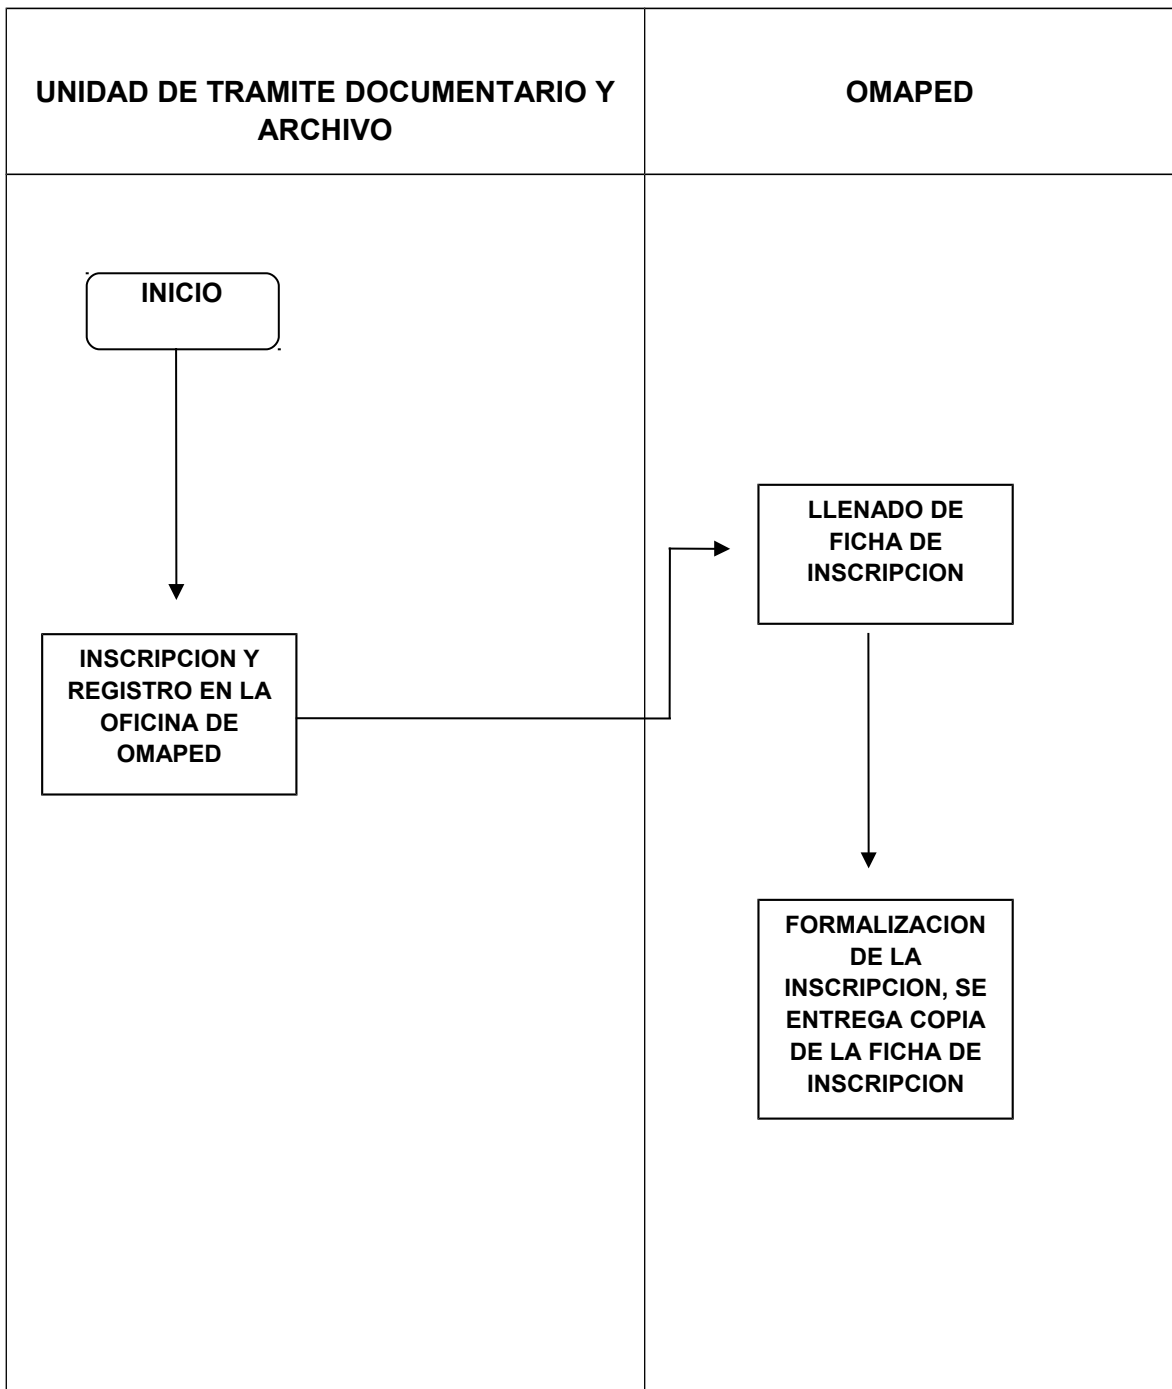 UNIDAD DE TRAMITE DOCUMENTARIO Y
ARCHIVO
OMAPED
INICIO
INSCRIPCION Y
REGISTRO EN LA
OFICINA DE
OMAPED
LLENADO DE
FICHA DE
INSCRIPCION
FORMALIZACION
DE LA
INSCRIPCION, SE
ENTREGA COPIA
DE LA FICHA DE
INSCRIPCION